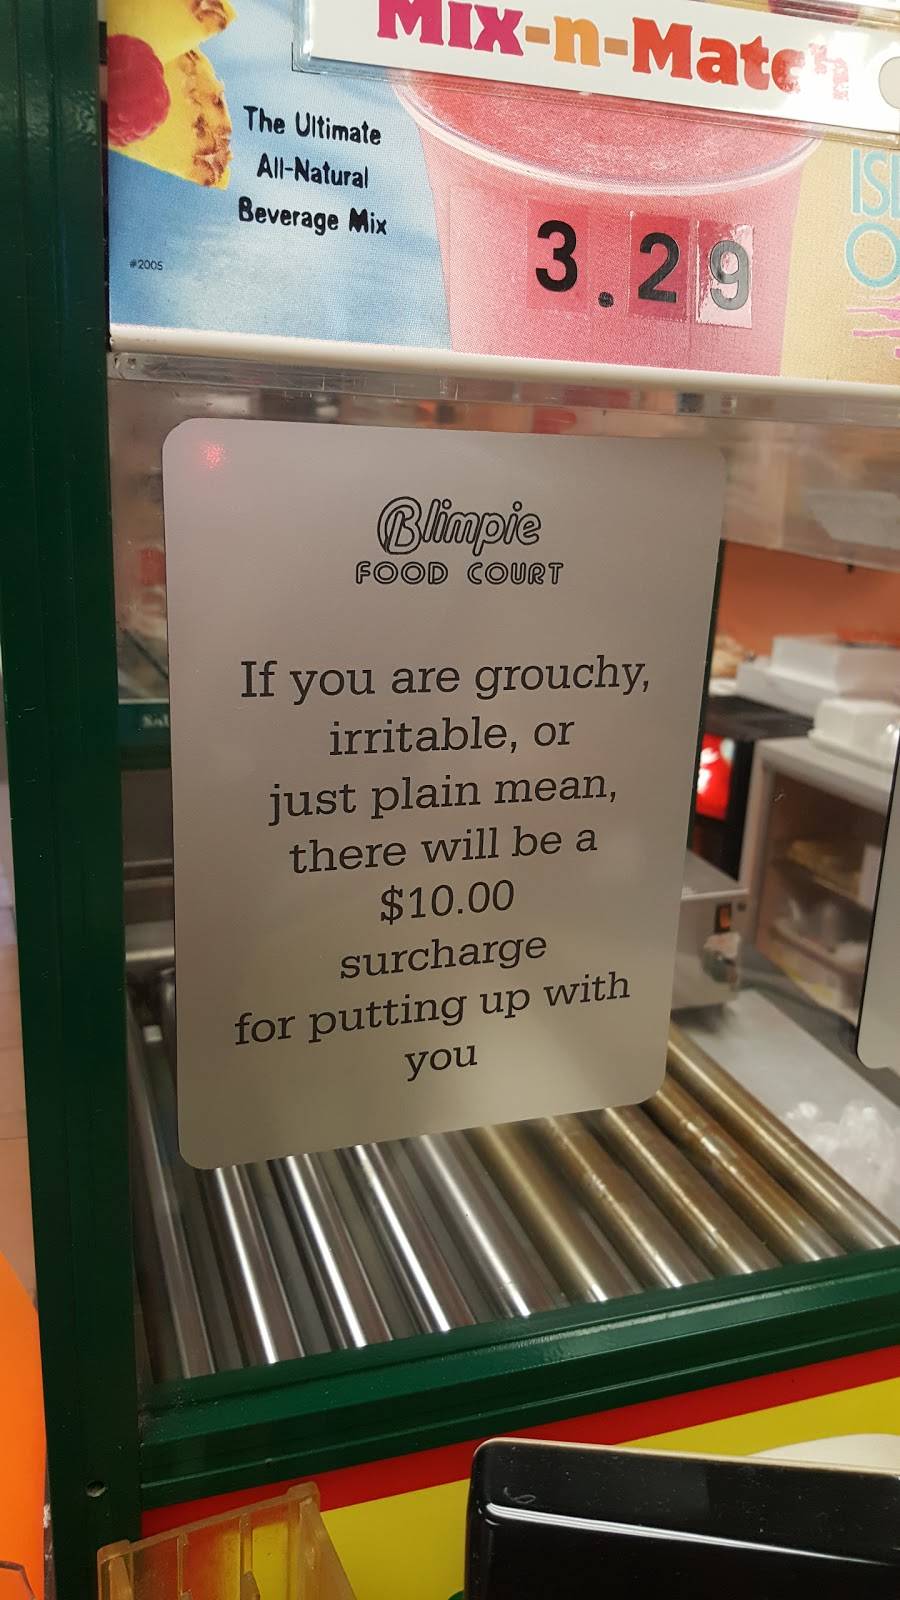 Mix-n-Match
The Ultimate
All-Natural
Beverage Mix
#2005
3.29
Blimpie
FOOD COURT
If you are grouchy,
irritable, or
just plain mean,
there will be a
$10.00
surcharge
for putting up with
you